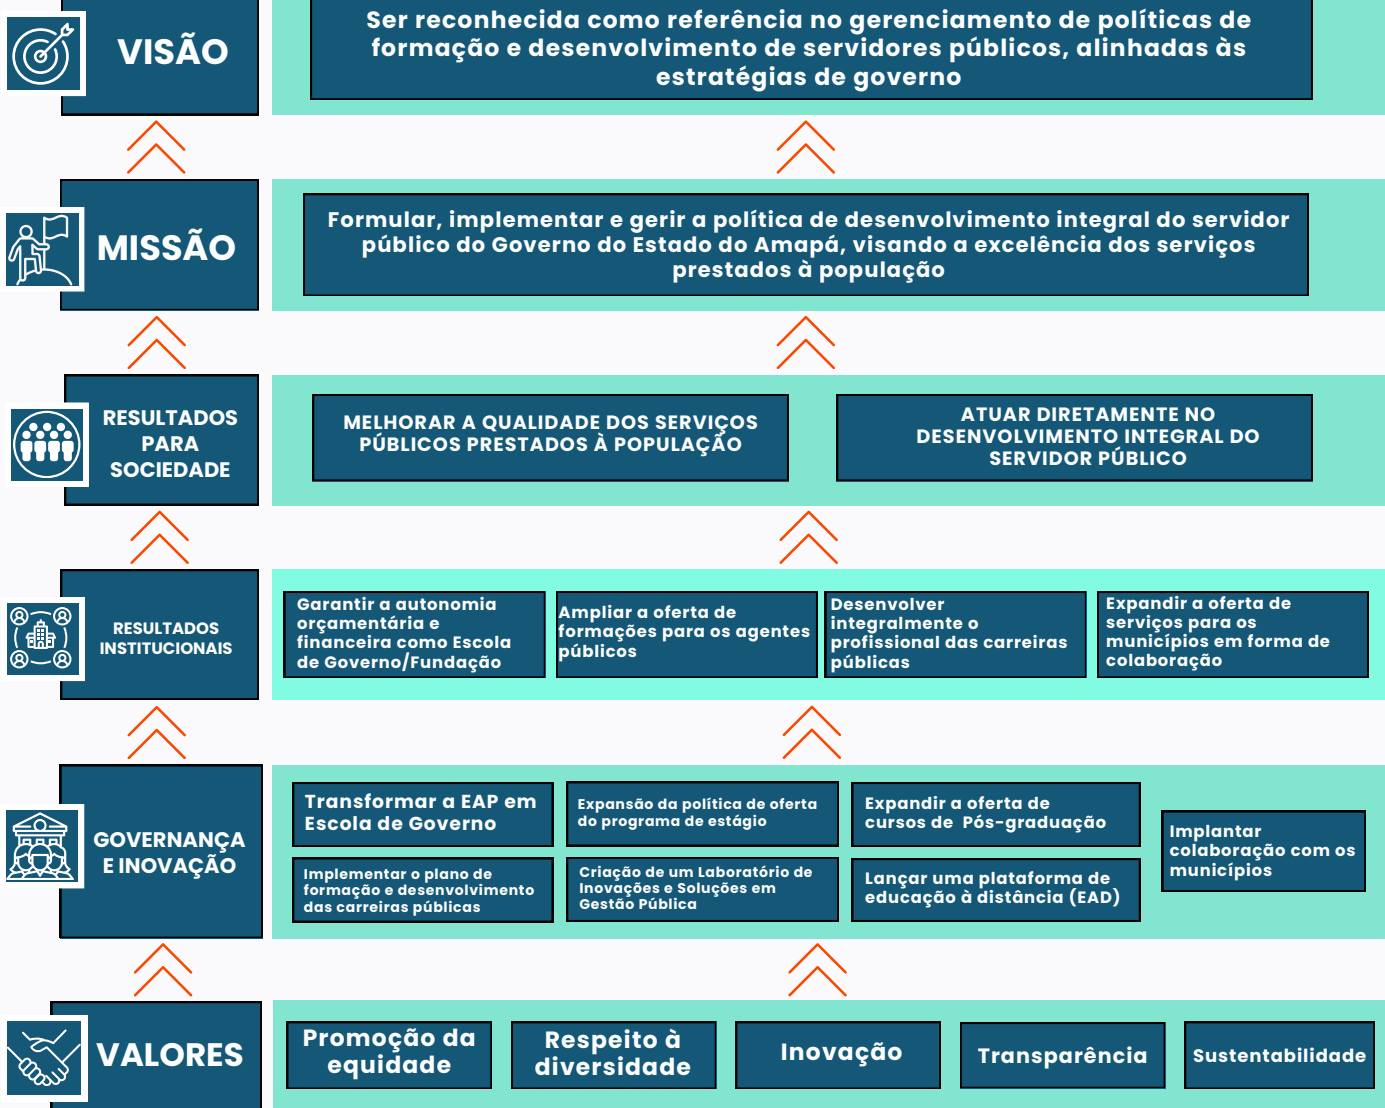 VISÃO
Ser reconhecida como referência no gerenciamento de políticas de
formação e desenvolvimento de servidores públicos, alinhadas às
estratégias de governo
MISSÃO
Formular, implementar e gerir a política de desenvolvimento integral do servidor
público do Governo do Estado do Amapá, visando a excelência dos serviços
prestados à população
RESULTADOS
PARA
SOCIEDADE
MELHORAR A QUALIDADE DOS SERVIÇOS
PÚBLICOS PRESTADOS À POPULAÇÃO
ATUAR DIRETAMENTE NO
DESENVOLVIMENTO INTEGRAL DO
SERVIDOR PÚBLICO
RESULTADOS
INSTITUCIONAIS
Garantir a autonomia
orçamentária e
financeira como Escola
de Governo/Fundação
Ampliar a oferta de
formações para os agentes
públicos
Desenvolver
integralmente o
profissional das carreiras
públicas
Expandir a oferta de
serviços para os
municípios em forma de
colaboração
GOVERNANÇA
E INOVAÇÃO
Transformar a EAP em
Escola de Governo
Expansão da política de oferta
do programa de estágio
Expandir a oferta de
cursos de Pós-graduação
Implantar
colaboração com os
municípios
Implementar o plano de
formação e desenvolvimento
das carreiras públicas
Criação de um Laboratório de
Inovações e Soluções em
Gestão Pública
Lançar uma plataforma de
educação à distância (EAD)
VALORES
Promoção da
equidade
Respeito à
diversidade
Inovação
Transparência
Sustentabilidade